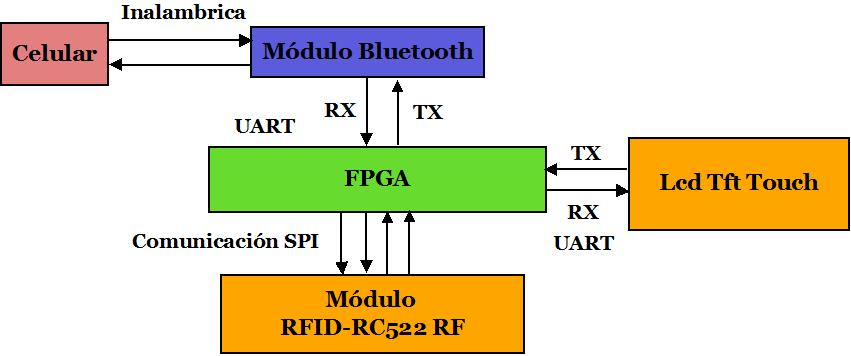 Inalambrica
Celular
Módulo Bluetooth
RX
TX
UART
FPGA
TX
Lcd Tft Touch
RX
UART
Comunicación SPI
Módulo
RFID-RC522 RF